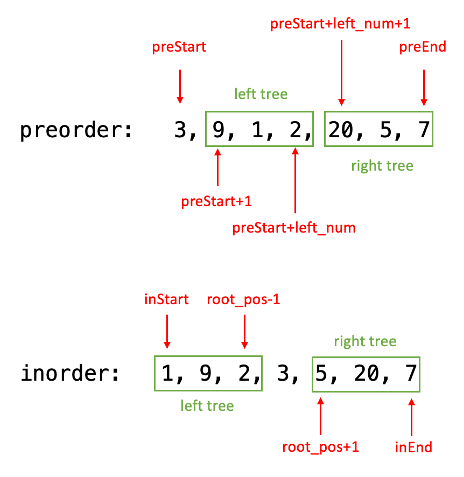 preStart+left_num+1
preStart
preEnd
left tree
preorder: 3, 9, 1, 2, 20, 5, 7
right tree
preStart+1
preStart+left_num
inStart root_pos-1
right tree
inorder: 1, 9, 2, 3, 5, 20, 7
left tree
root_pos+1 inEnd